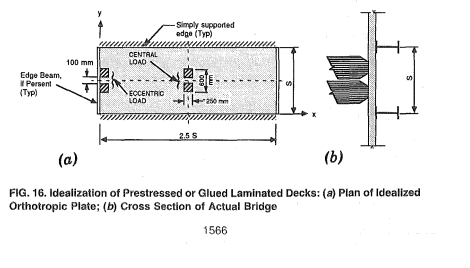 y
Simply supported
edge (Typ)
CENTRAL
LOAD
100 mm
600
mm
Edge Beam,
if Persent
(Typ)
ECCENTRIC
LOAD
250 mm
S
x
2.5 S
S
(a)
(b)
FIG. 16. Idealization of Prestressed or Glued Laminated Decks: (a) Plan of Idealized
Orthotropic Plate; (b) Cross Section of Actual Bridge
1566